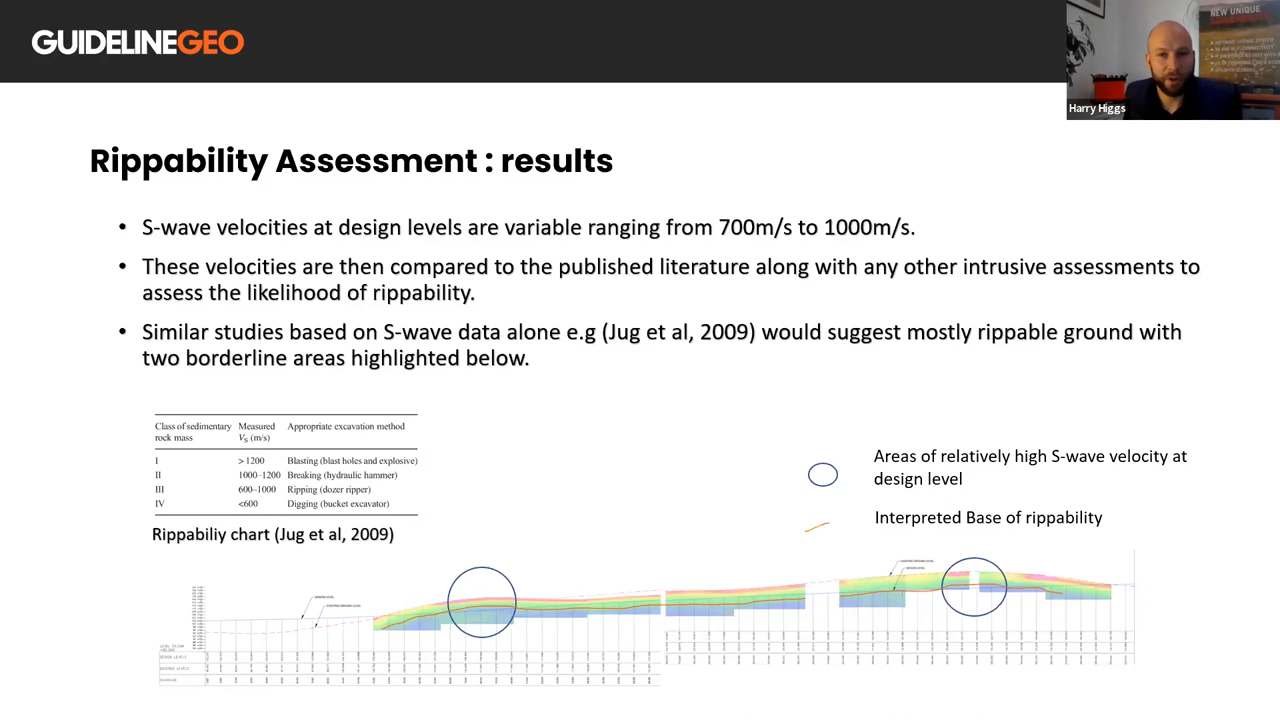 GUIDELINEGEO
NEW UNIQUE
Harry Higgs
Rippability Assessment : results
• S-wave velocities at design levels are variable ranging from 700m/s to 1000m/s.
• These velocities are then compared to the published literature along with any other intrusive assessments to
assess the likelihood of rippability.
• Similar studies based on S-wave data alone e.g (Jug et al, 2009) would suggest mostly rippable ground with
two borderline areas highlighted below.
Class of sedimentary Measured Appropriate excavation method
rock mass VS (m/s)
I > 1200 Blasting (blast holes and explosive)
II 1000–1200 Breaking (hydraulic hammer)
III 600–1000 Ripping (dozer ripper)
IV <600 Digging (bucket excavator)
Rippabiliy chart (Jug et al, 2009)
Areas of relatively high S-wave velocity at
design level
Interpreted Base of rippability